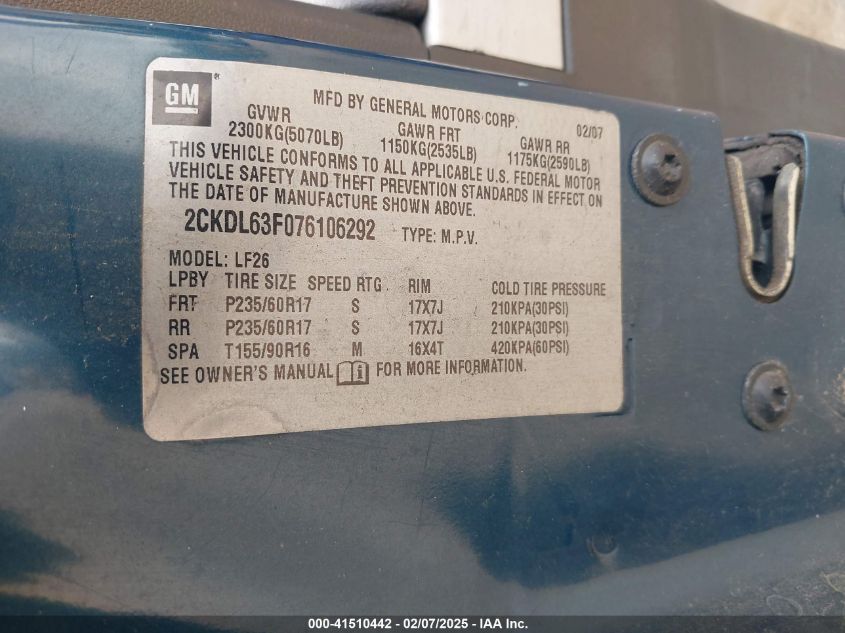 GM
MFD BY GENERAL MOTORS CORP. 02/07
GVWR GAWR FRT GAWR RR
2300KG(5070LB) 1150KG(2535LB) 1175KG(2590LB)
THIS VEHICLE CONFORMS TO ALL APPLICABLE U.S. FEDERAL MOTOR
VEHICLE SAFETY AND THEFT PREVENTION STANDARDS IN EFFECT ON
THE DATE OF MANUFACTURE SHOWN ABOVE.
2CKDL63F076106292 TYPE: M.P.V.
MODEL: LF26
LPBY TIRE SIZE SPEED RTG RIM COLD TIRE PRESSURE
FRT P235/60R17 S 17X7J 210KPA(30PSI)
RR P235/60R17 S 17X7J 210KPA(30PSI)
SPA T155/90R16 M 16X4T 420KPA(60PSI)
SEE OWNER'S MANUAL i FOR MORE INFORMATION.
000-41510442 - 02/07/2025 - IAA Inc.